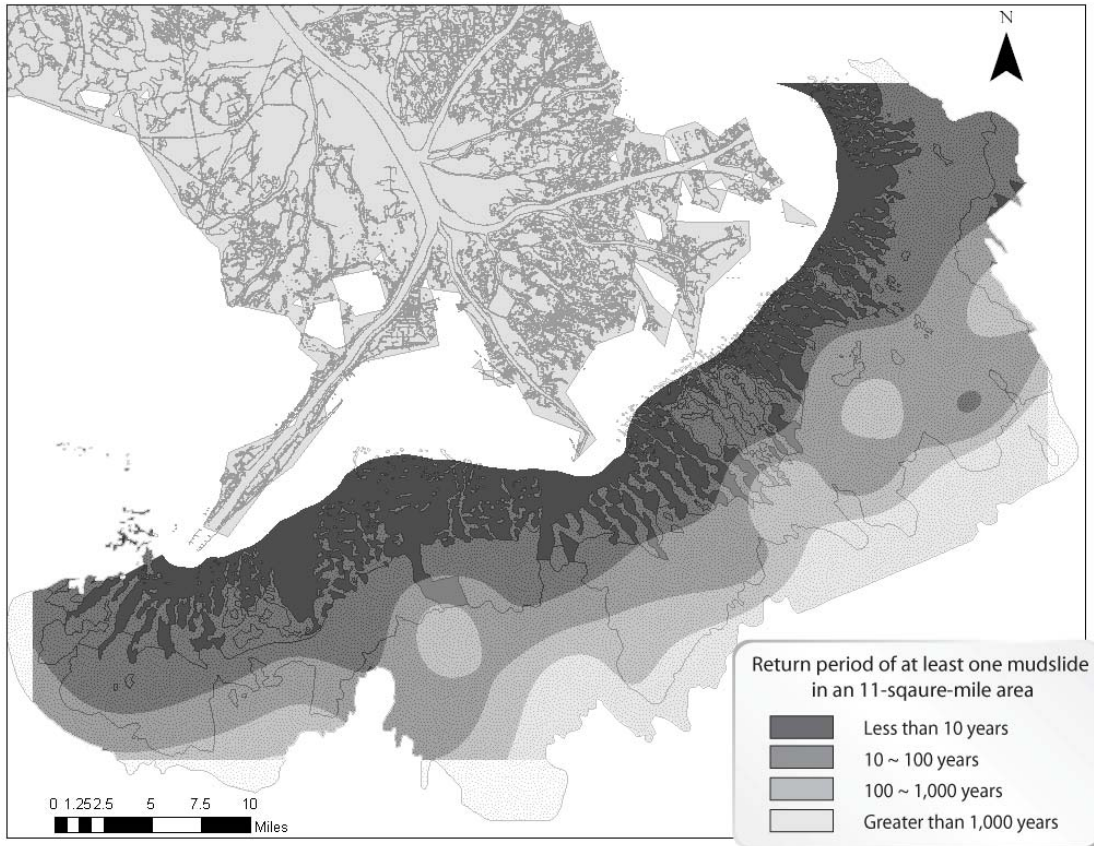 N
Return period of at least one mudslide
in an 11-sqaure-mile area
Less than 10 years
10 ~ 100 years
100 ~ 1,000 years
Greater than 1,000 years
0 1.25 2.5 5 7.5 10
Miles